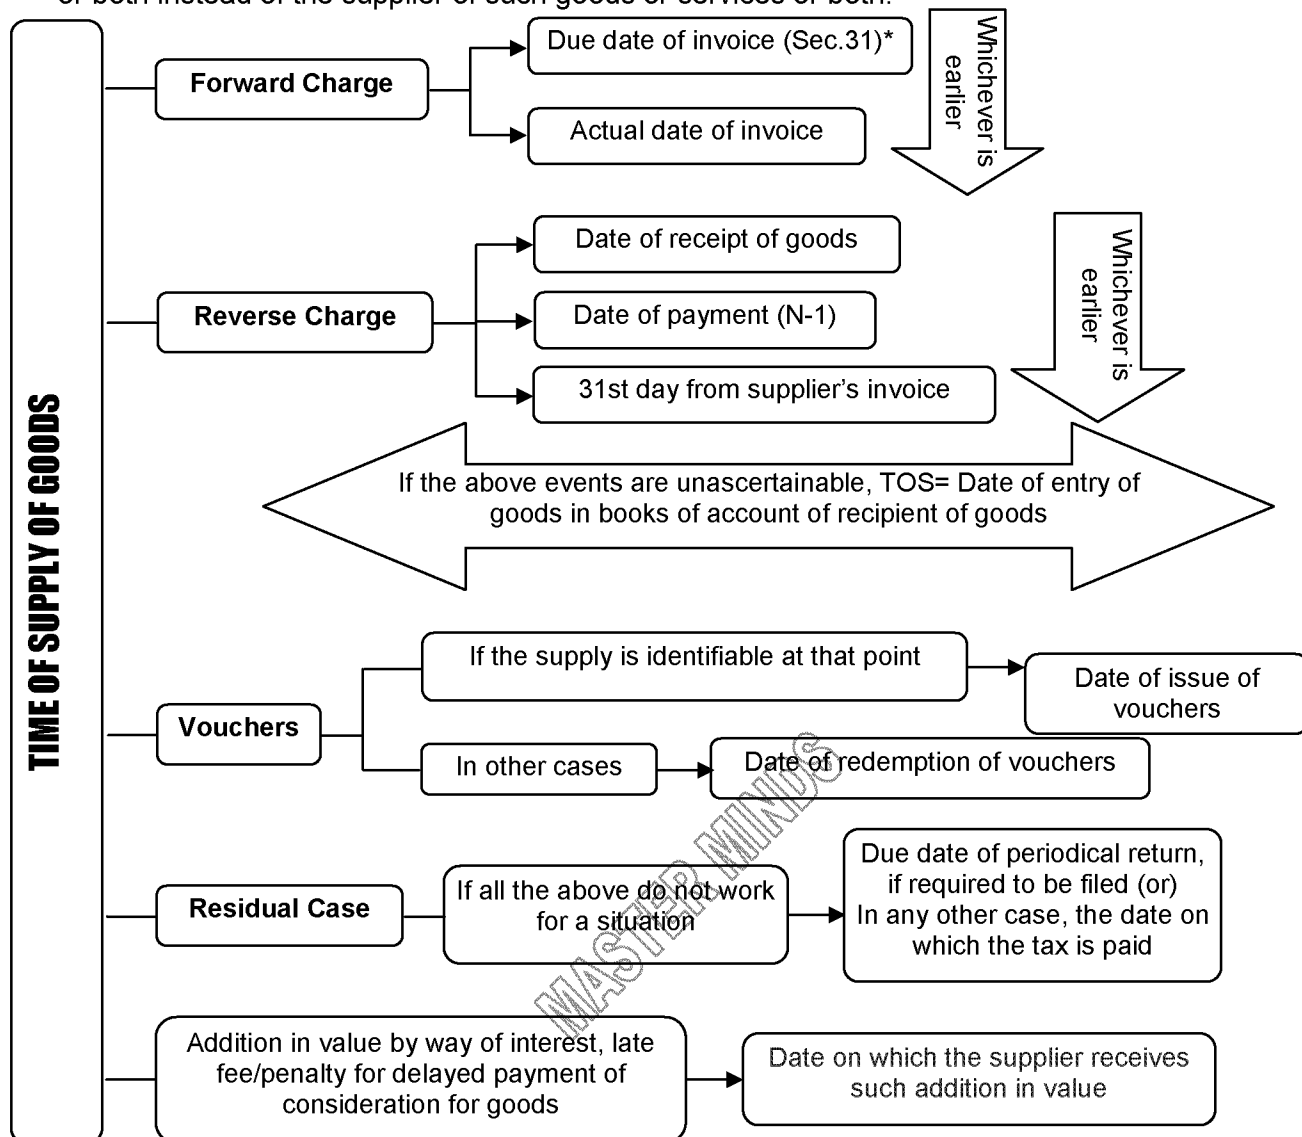 or both instead of the supplier of such goods or services or both.
TIME OF SUPPLY OF GOODS
Forward Charge
Due date of invoice (Sec.31)*
Actual date of invoice
Whichever is
earlier
Reverse Charge
Date of receipt of goods
Date of payment (N-1)
31st day from supplier's invoice
Whichever is
earlier
If the above events are unascertainable, TOS= Date of entry of
goods in books of account of recipient of goods
Vouchers
If the supply is identifiable at that point
Date of issue of
vouchers
In other cases
Date of redemption of vouchers
Residual Case
If all the above do not work
for a situation
Due date of periodical return,
if required to be filed (or)
In any other case, the date on
which the tax is paid
Addition in value by way of interest, late
fee/penalty for delayed payment of
consideration for goods
Date on which the supplier receives
such addition in value
MASTER MINDS